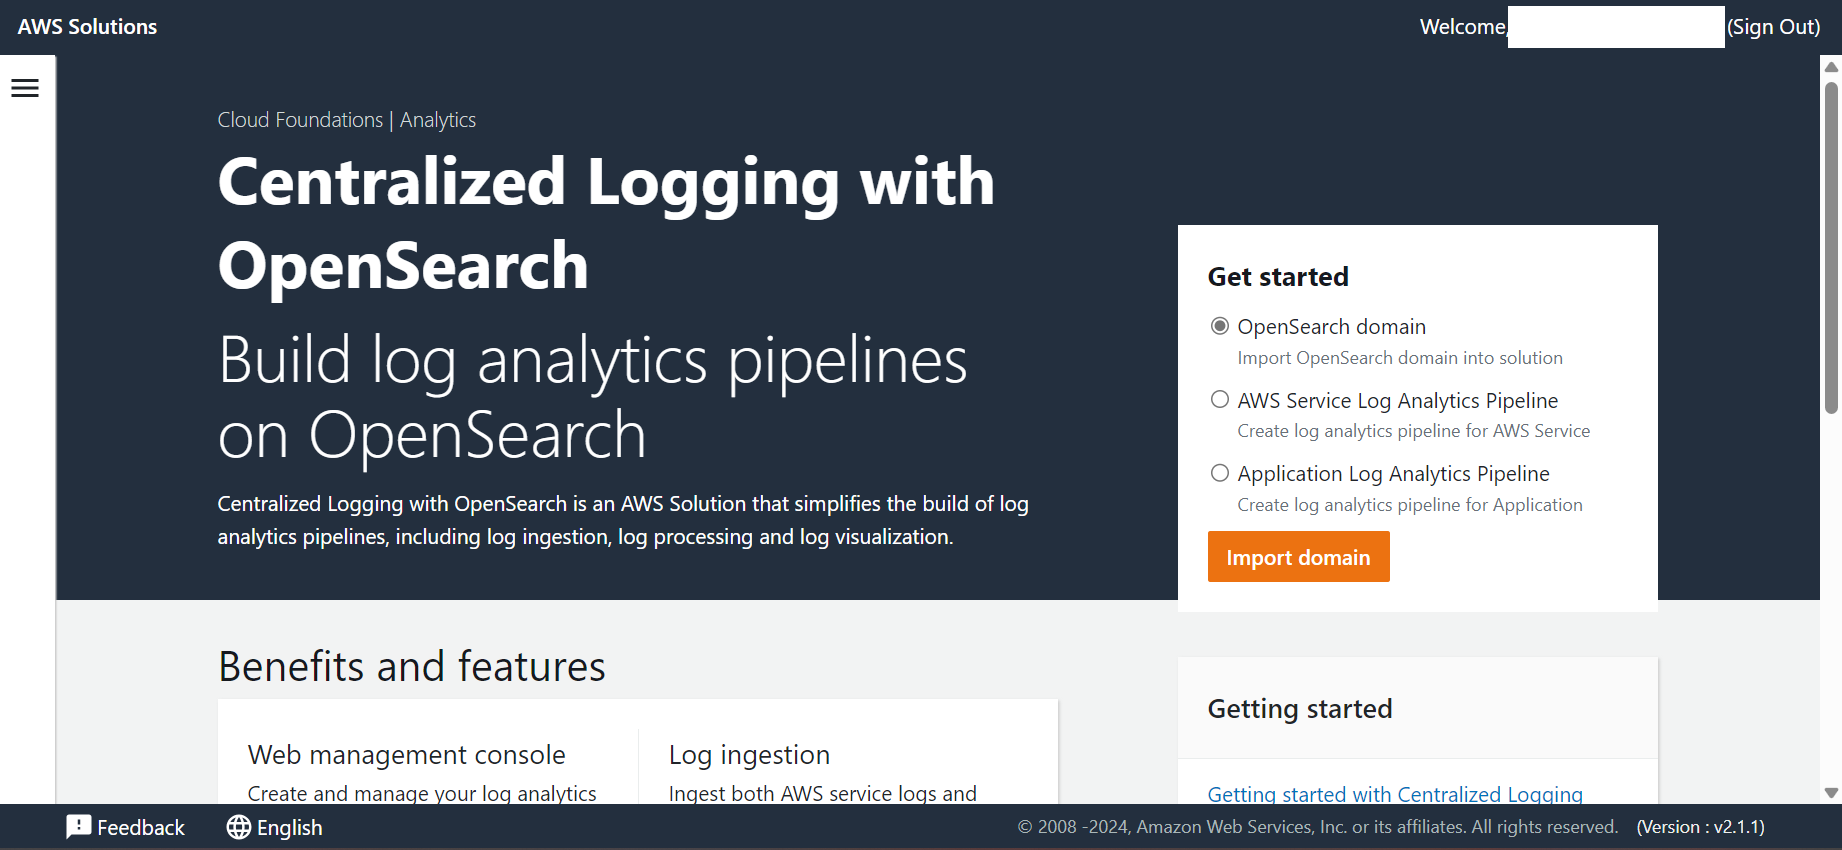 AWS Solutions
Welcome, (Sign Out)
Cloud Foundations | Analytics
Centralized Logging with
OpenSearch
Build log analytics pipelines
on OpenSearch
Centralized Logging with OpenSearch is an AWS Solution that simplifies the build of log
analytics pipelines, including log ingestion, log processing and log visualization.
Get started
OpenSearch domain
Import OpenSearch domain into solution
AWS Service Log Analytics Pipeline
Create log analytics pipeline for AWS Service
Application Log Analytics Pipeline
Create log analytics pipeline for Application
Import domain
Benefits and features
Web management console
Create and manage your log analytics
Log ingestion
Ingest both AWS service logs and
Getting started
Getting started with Centralized Logging
Feedback
English
© 2008 -2024, Amazon Web Services, Inc. or its affiliates. All rights reserved. (Version : v2.1.1)